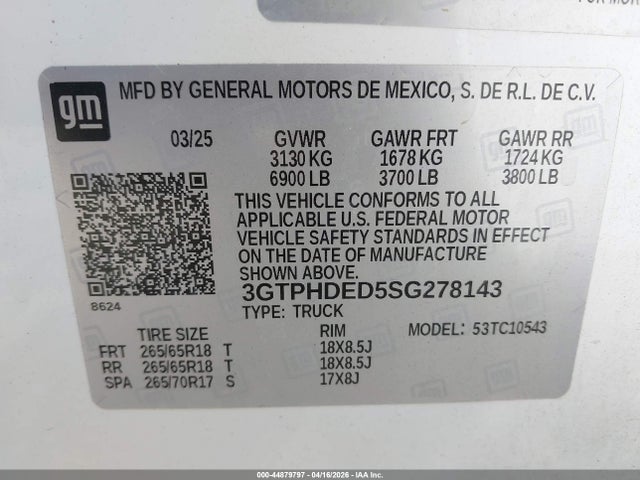 FOR MOR
gm
MFD BY GENERAL MOTORS DE MEXICO, S. DE R.L. DE C.V.
03/25 GVWR GAWR FRT GAWR RR
3130 KG 1678 KG 1724 KG
6900 LB 3700 LB 3800 LB
THIS VEHICLE CONFORMS TO ALL
APPLICABLE U.S. FEDERAL MOTOR
VEHICLE SAFETY STANDARDS IN EFFECT
ON THE DATE OF MANUFACTURE
SHOWN ABOVE.
8624
3GTPHDED5SG278143
TYPE: TRUCK
TIRE SIZE RIM MODEL: 53TC10543
FRT 265/65R18 T 18X8.5J
RR 265/65R18 T 18X8.5J
SPA 265/70R17 S 17X8J
000-44879797 - 04/16/2026 - IAA Inc.